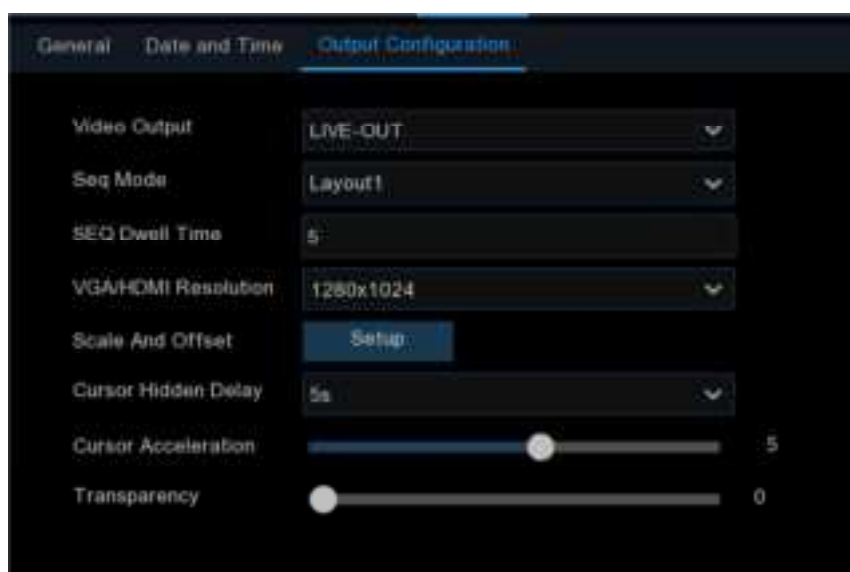 General Date and Time Output Configuration
Video Output LIVE-OUT
Seq Mode Layout1
SEQ Dwell Time 5
VGA/HDMI Resolution 1280x1024
Scale And Offset Setup
Cursor Hidden Delay 5s
Cursor Acceleration 5
Transparency 0